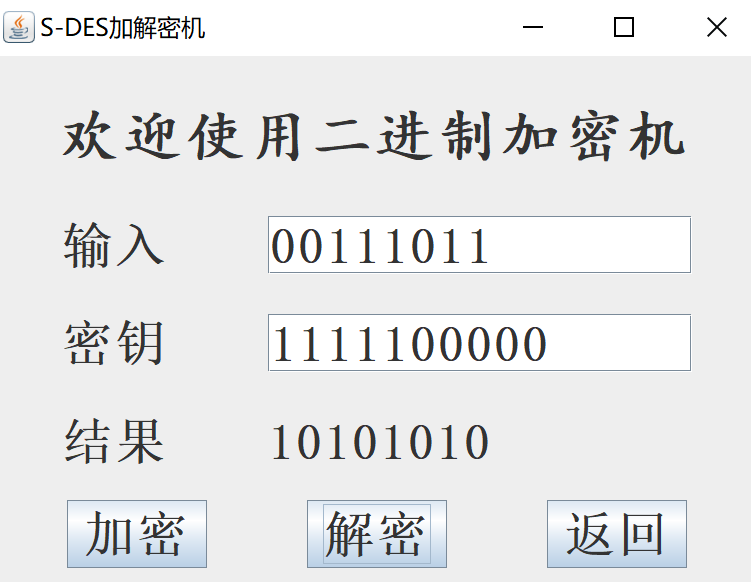 S-DES加解密机
欢迎使用二进制加密机
输入 00111011
密钥 1111100000
结果 10101010
加密 解密 返回